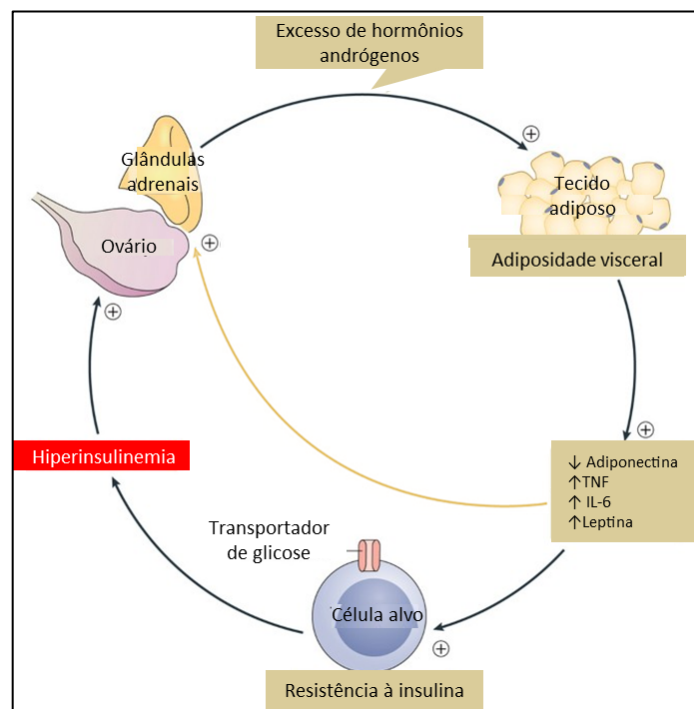 Excesso de hormônios
andrógenos
Glândulas
adrenais
Ovário
Tecido
adiposo
Adiposidade visceral
↓ Adiponectina
↑TNF
↑ IL-6
↑Leptina
Hiperinsulinemia
Transportador
de glicose
Célula alvo
Resistência à insulina